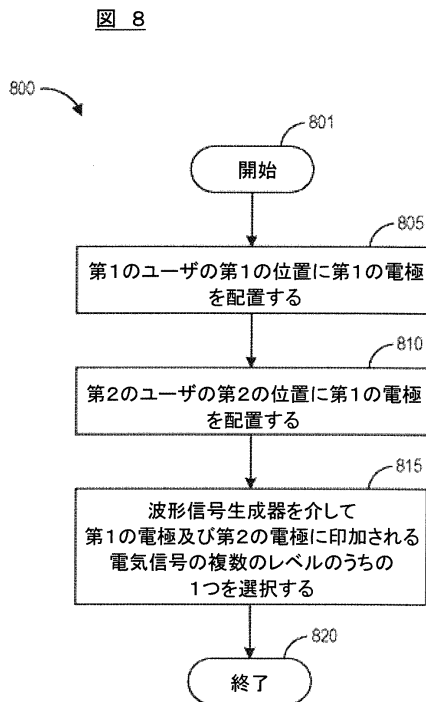 図 8
800
801
開始
805
第1のユーザの第1の位置に第1の電極
を配置する
810
第2のユーザの第2の位置に第1の電極
を配置する
815
波形信号生成器を介して
第1の電極及び第2の電極に印加される
電気信号の複数のレベルのうちの
1つを選択する
820
終了